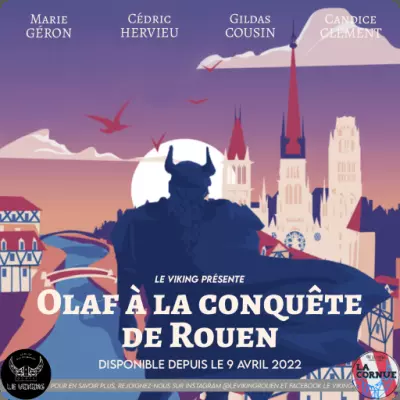 Marie Cédric Gildas Candice
GÉRON HERVIEU COUSIN CLÉMENT
LE VIKING PRÉSENTE
OLAF À LA CONQUÊTE
DE ROUEN
DISPONIBLE DEPUIS LE 9 AVRIL 2022
LE VIKING
LA
CORNUE
POUR EN SAVOIR PLUS, REJOIGNEZ-NOUS SUR INSTAGRAM @LEVIKINGROUEN ET FACEBOOK LE VIKING